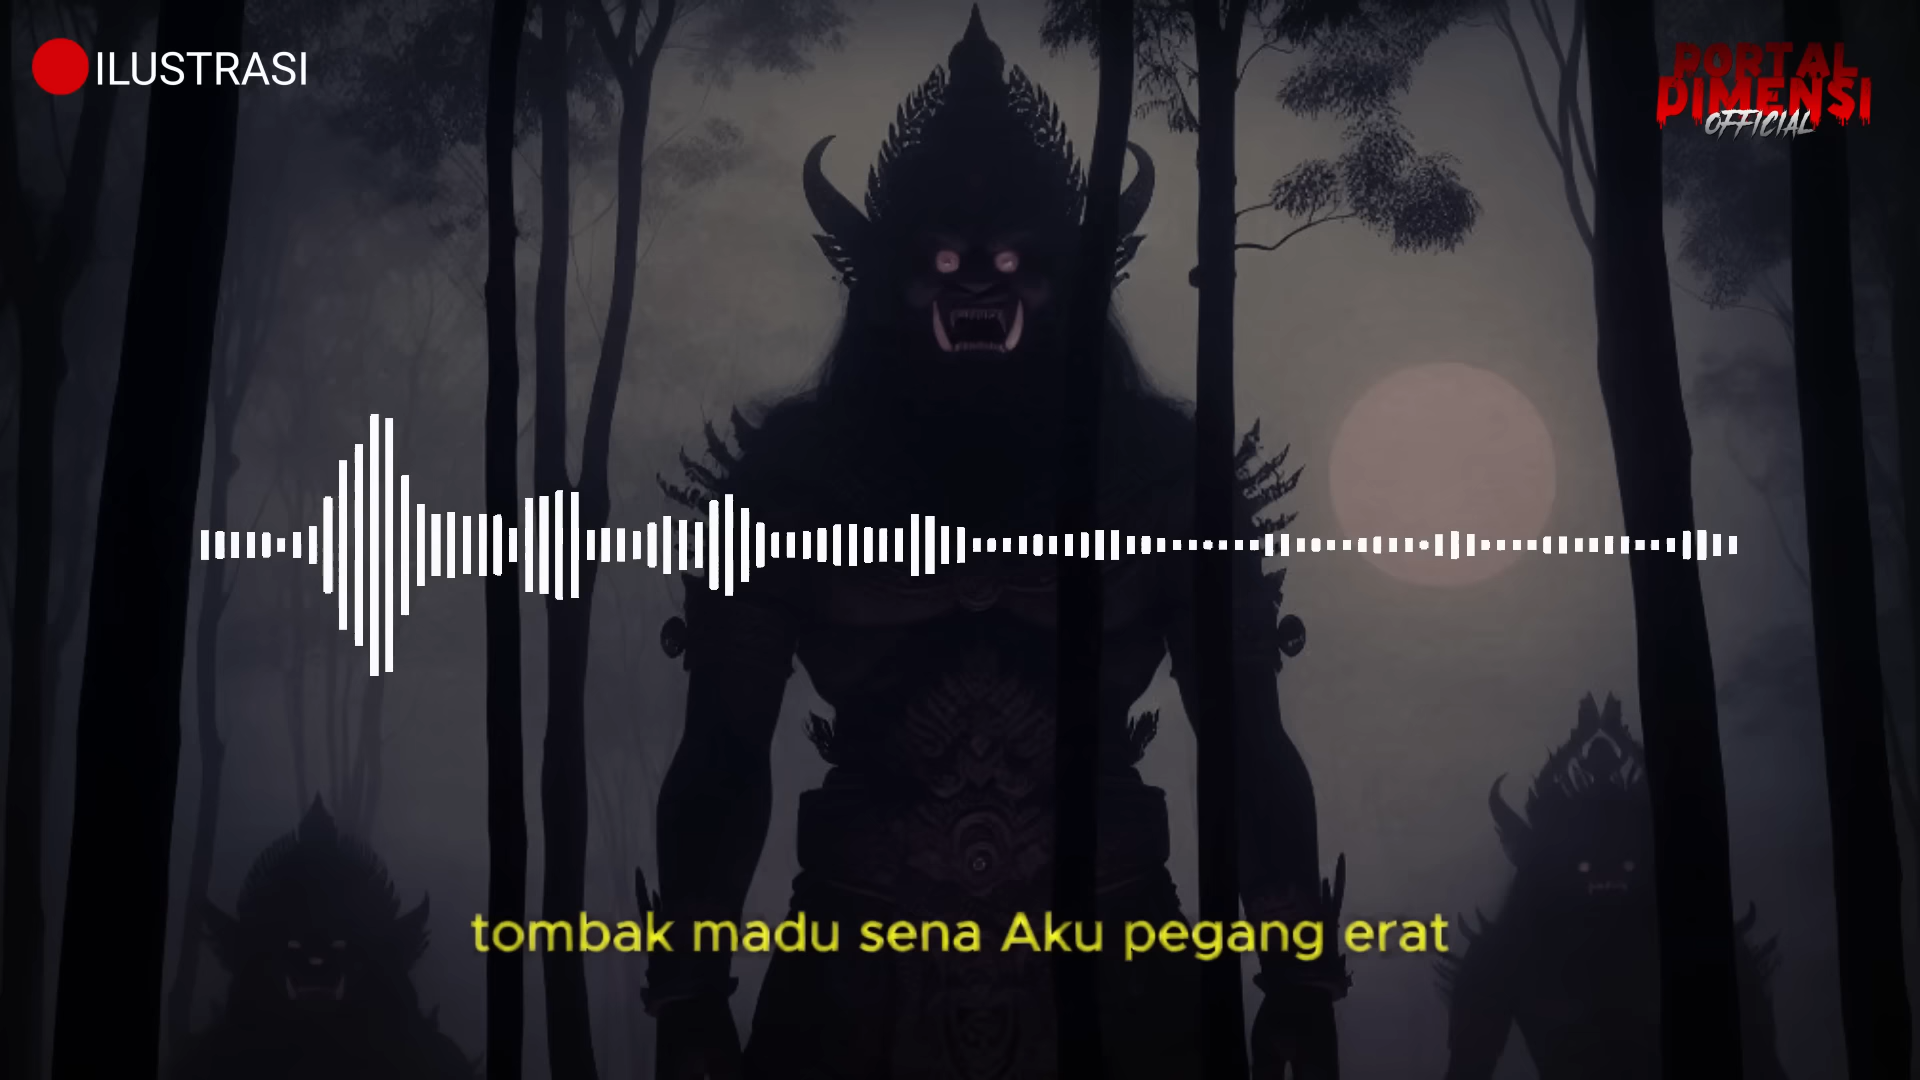 ILUSTRASI
PORTAL
DIMENSI
OFFICIAL
tombak madu sena Aku pegang erat